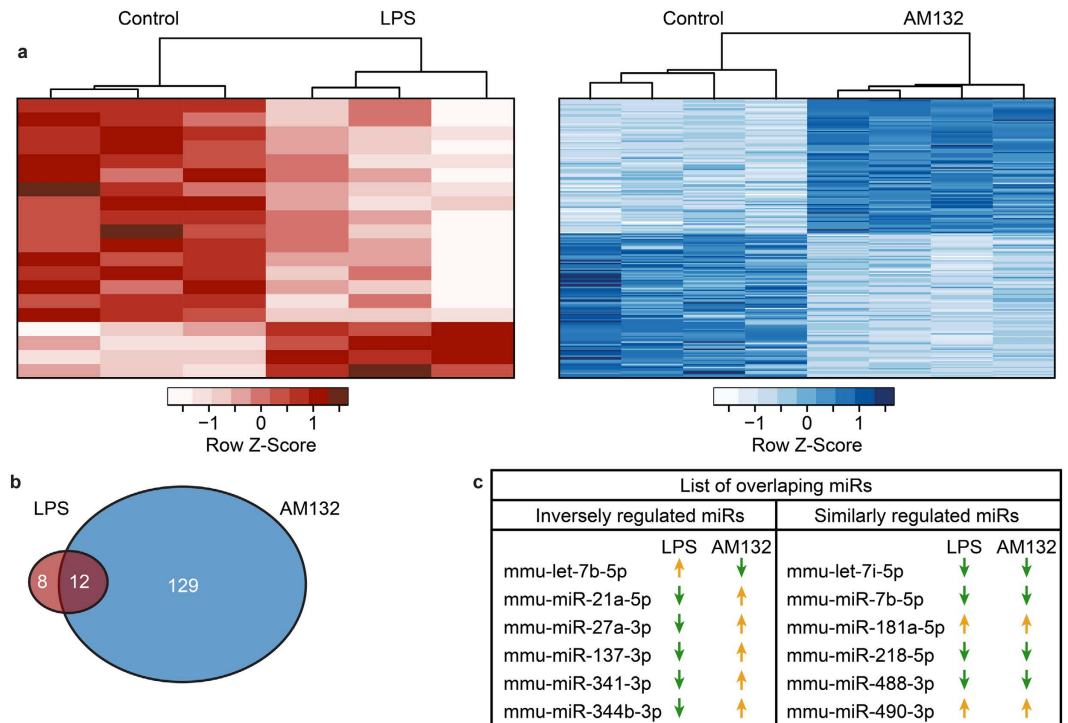 Control LPS Control AM132
a
−1 0 1 −1 0 1
Row Z-Score Row Z-Score
b
LPS
AM132
8 12 129
c
List of overlaping miRs
Inversely regulated miRs Similarly regulated miRs
LPS AM132 LPS AM132
mmu-let-7b-5p ↑ ↓ mmu-let-7i-5p ↓ ↓
mmu-miR-21a-5p ↓ ↑ mmu-miR-7b-5p ↓ ↓
mmu-miR-27a-3p ↓ ↑ mmu-miR-181a-5p ↑ ↑
mmu-miR-137-3p ↓ ↑ mmu-miR-218-5p ↓ ↓
mmu-miR-341-3p ↓ ↑ mmu-miR-488-3p ↓ ↓
mmu-miR-344b-3p ↓ ↑ mmu-miR-490-3p ↑ ↑